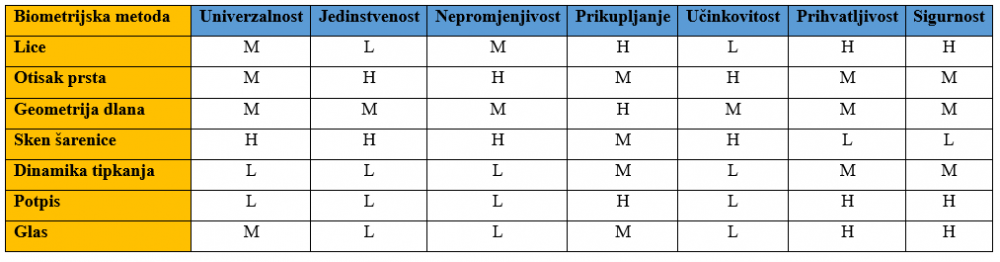 Biometrijska metoda Univerzalnost Jedinstvenost Nepromjenjivost Prikupljanje Učinkovitost Prihvatljivost Sigurnost
Lice M L M H L H H
Otisak prsta M H H M H M M
Geometrija dlana M M M H M M M
Sken šarenice H H H M H L L
Dinamika tipkanja L L L M L M M
Potpis L L L H L H H
Glas M L L M L H H